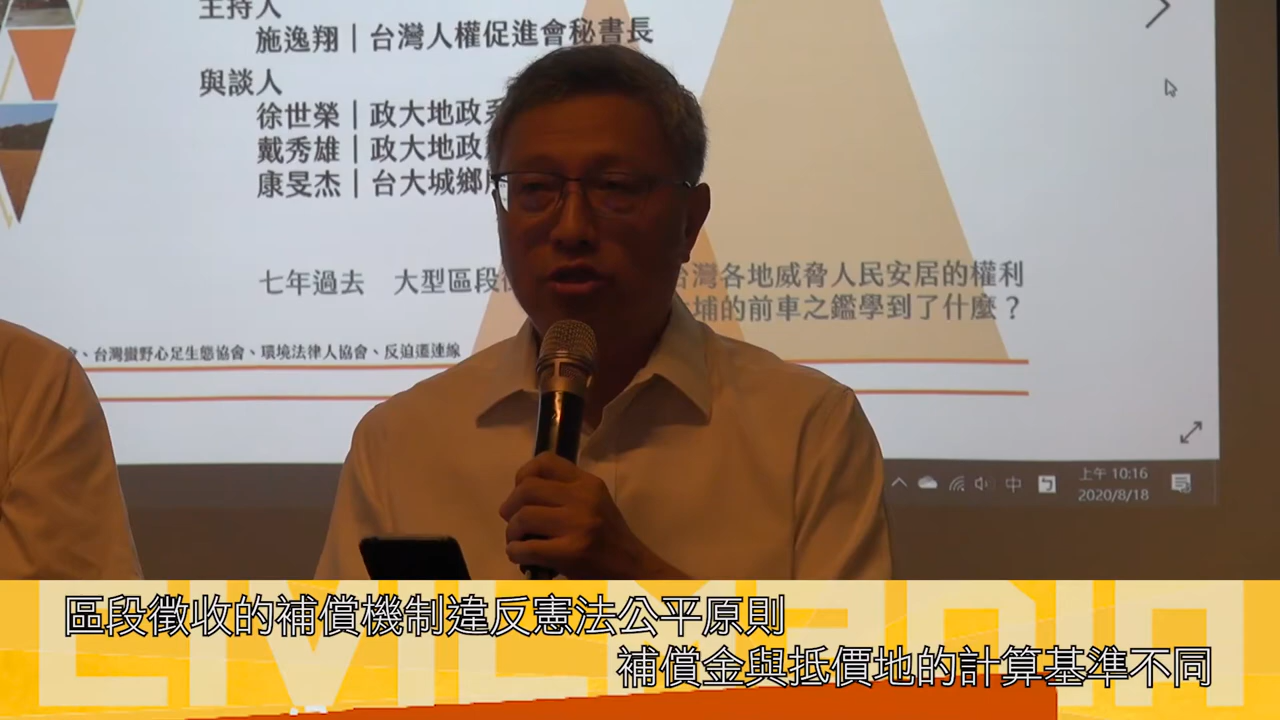 主持人
施逸翔｜台灣人權促進會秘書長
與談人
徐世榮｜政大地政系
戴秀雄｜政大地政
康旻杰｜台大城鄉
七年過去 大型區段 台灣各地威脅人民安居的權利
埔的前車之鑑學到了什麼？
、台灣蠻野心足生態協會、環境法律人協會、反迫遷連線
中
上午 10:16
2020/8/18
區段徵收的補償機制違反憲法公平原則
補償金與抵價地的計算基準不同
CIVILMEDIA